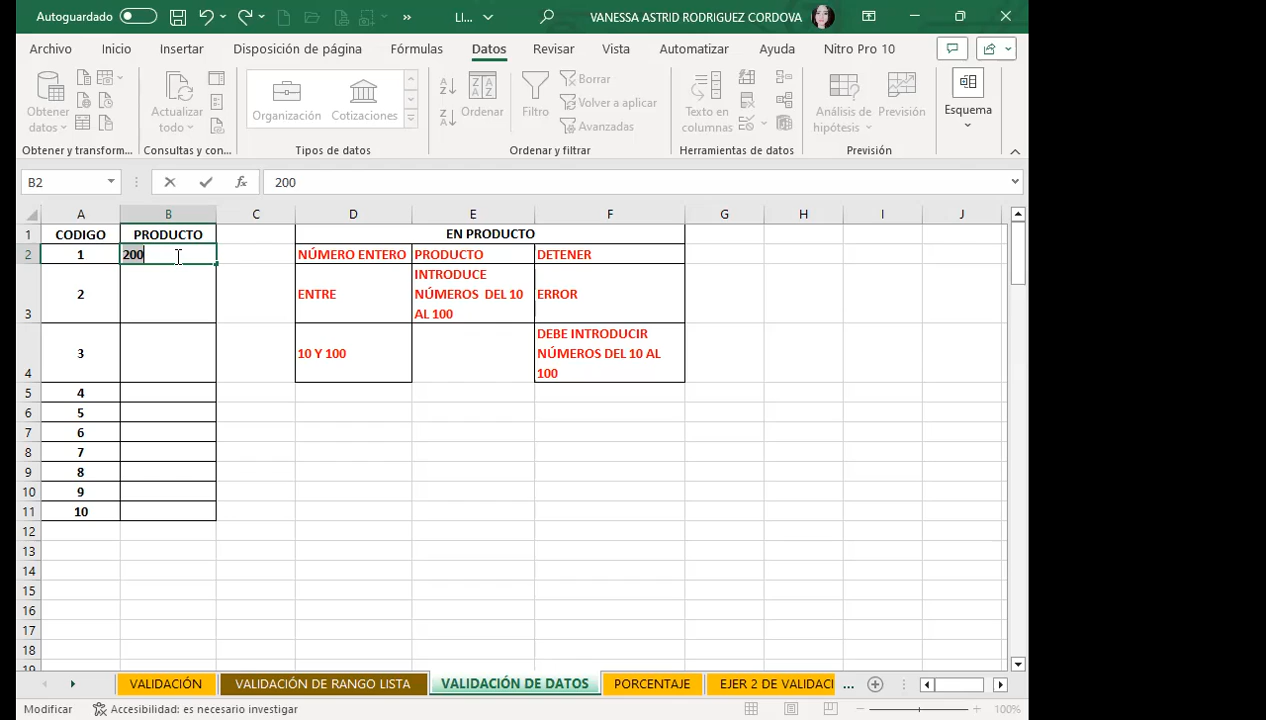 Autoguardado
LI...
VANESSA ASTRID RODRIGUEZ CORDOVA
Archivo Inicio Insertar Disposición de página Fórmulas Datos Revisar Vista Automatizar Ayuda Nitro Pro 10
Obtener datos
Actualizar todo
Organización Cotizaciones
Ordenar
Filtro
Borrar
Volver a aplicar
Avanzadas
Texto en columnas
Análisis de hipótesis
Previsión
Esquema
Obtener y transform... Consultas y con... Tipos de datos Ordenar y filtrar Herramientas de datos Previsión
B2 fx 200
A B C D E F G H I J
1 CODIGO PRODUCTO EN PRODUCTO
2 1 200 NÚMERO ENTERO PRODUCTO DETENER
3 2 ENTRE INTRODUCE NÚMEROS DEL 10 AL 100 ERROR
4 3 10 Y 100 DEBE INTRODUCIR NÚMEROS DEL 10 AL 100
5 4
6 5
7 6
8 7
9 8
10 9
11 10
12
13
14
15
16
17
18
19
VALIDACIÓN VALIDACIÓN DE RANGO LISTA VALIDACIÓN DE DATOS PORCENTAJE EJER 2 DE VALIDACI ...
Modificar Accesibilidad: es necesario investigar 100%